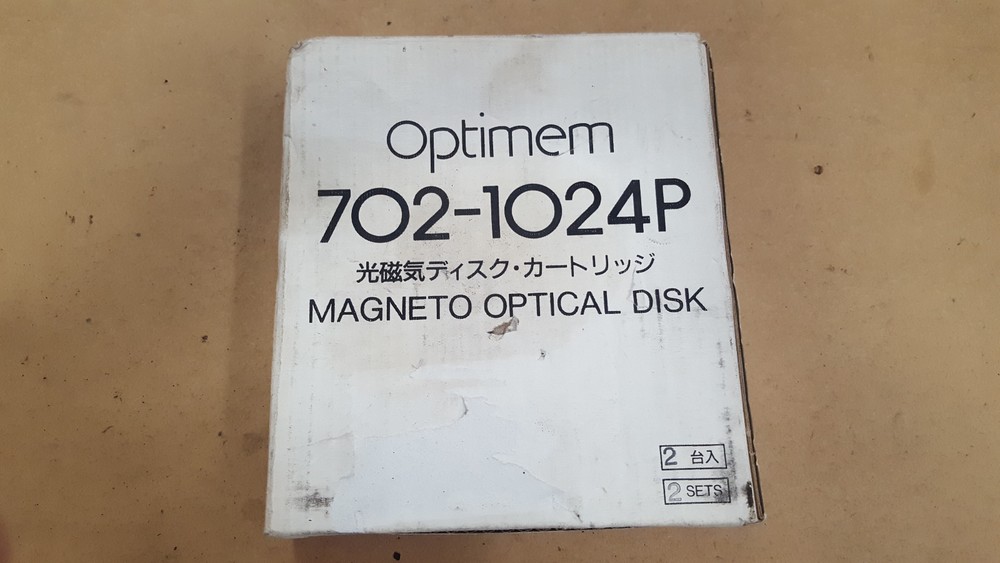 Optimem
702-1024P
光磁気ディスク・カートリッジ
MAGNETO OPTICAL DISK
2 台入
2 SETS